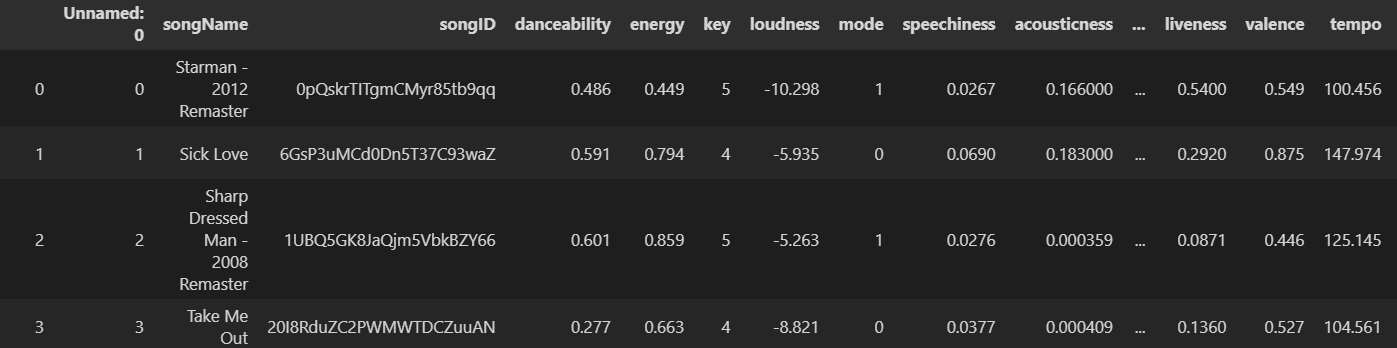 Unnamed: 0 songName songID danceability energy key loudness mode speechiness acousticness ... liveness valence tempo
0 0 Starman - 2012 Remaster 0pQskrTITgmCMyr85tb9qq 0.486 0.449 5 -10.298 1 0.0267 0.166000 ... 0.5400 0.549 100.456
1 1 Sick Love 6GsP3uMCd0Dn5T37C93waZ 0.591 0.794 4 -5.935 0 0.0690 0.183000 ... 0.2920 0.875 147.974
2 2 Sharp Dressed Man - 2008 Remaster 1UBQ5GK8JaQjm5VbkBZY66 0.601 0.859 5 -5.263 1 0.0276 0.000359 ... 0.0871 0.446 125.145
3 3 Take Me Out 20I8RduZC2PWMWTDCZuuAN 0.277 0.663 4 -8.821 0 0.0377 0.000409 ... 0.1360 0.527 104.561